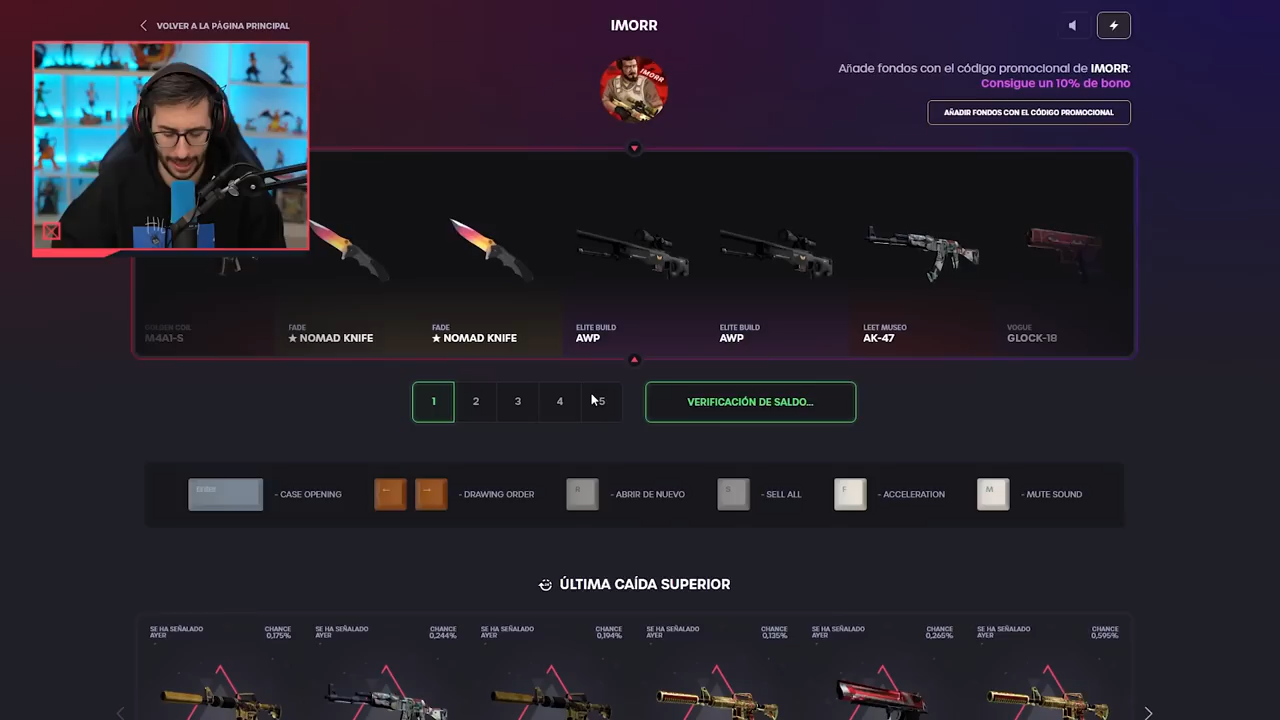 VOLVER A LA PÁGINA PRINCIPAL
IMORR
Añade fondos con el código promocional de IMORR:
Consigue un 10% de bono
AÑADIR FONDOS CON EL CÓDIGO PROMOCIONAL
IMORR
GOLDEN COIL
M4A1-S
FADE
★ NOMAD KNIFE
FADE
★ NOMAD KNIFE
ELITE BUILD
AWP
ELITE BUILD
AWP
LEET MUSEO
AK-47
VOGUE
GLOCK-18
1 2 3 4 5
VERIFICACIÓN DE SALDO...
- CASE OPENING
← → - DRAWING ORDER
R - ABRIR DE NUEVO
S - SELL ALL
F - ACCELERATION
M - MUTE SOUND
ÚLTIMA CAÍDA SUPERIOR
SE HA SEÑALADO
AYER
CHANCE
0,175%
SE HA SEÑALADO
AYER
CHANCE
0,244%
SE HA SEÑALADO
AYER
CHANCE
0,194%
SE HA SEÑALADO
AYER
CHANCE
0,135%
SE HA SEÑALADO
AYER
CHANCE
0,265%
SE HA SEÑALADO
AYER
CHANCE
0,595%